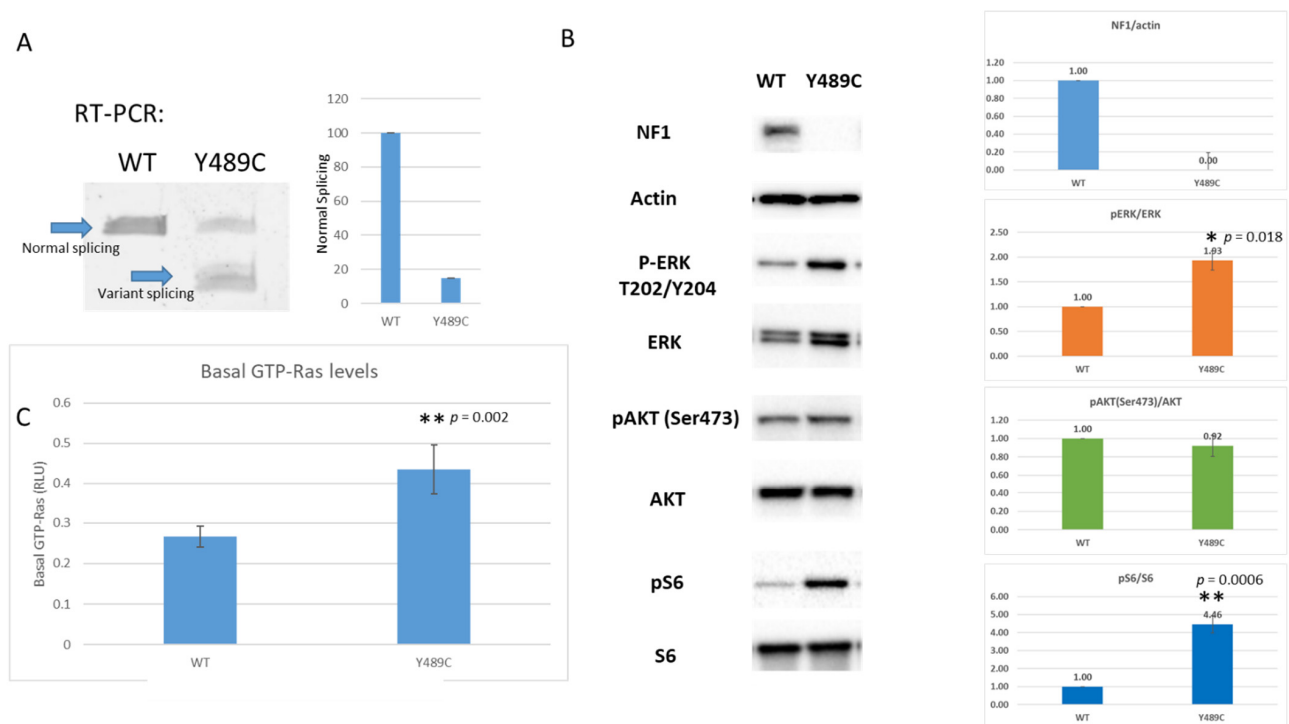 A
RT-PCR:
WT Y489C
Normal splicing
Variant splicing
Normal Splicing
120
100
80
60
40
20
0
WT Y489C
B
WT Y489C
NF1
Actin
P-ERK
T202/Y204
ERK
pAKT (Ser473)
AKT
pS6
S6
NF1/actin
1.20
1.00
0.80
0.60
0.40
0.20
0.00
1.00
0.00
WT Y489C
pERK/ERK
* p = 0.018
2.50
2.00
1.50
1.00
0.50
0.00
1.00
1.93
WT Y489C
pAKT(Ser473)/AKT
1.20
1.00
0.80
0.60
0.40
0.20
0.00
1.00
0.92
WT Y489C
pS6/S6
p = 0.0006
**
6.00
5.00
4.00
3.00
2.00
1.00
0.00
1.00
4.46
WT Y489C
C
Basal GTP-Ras levels
** p = 0.002
Basal GTP-Ras (RLU)
0.6
0.5
0.4
0.3
0.2
0.1
0
WT Y489C